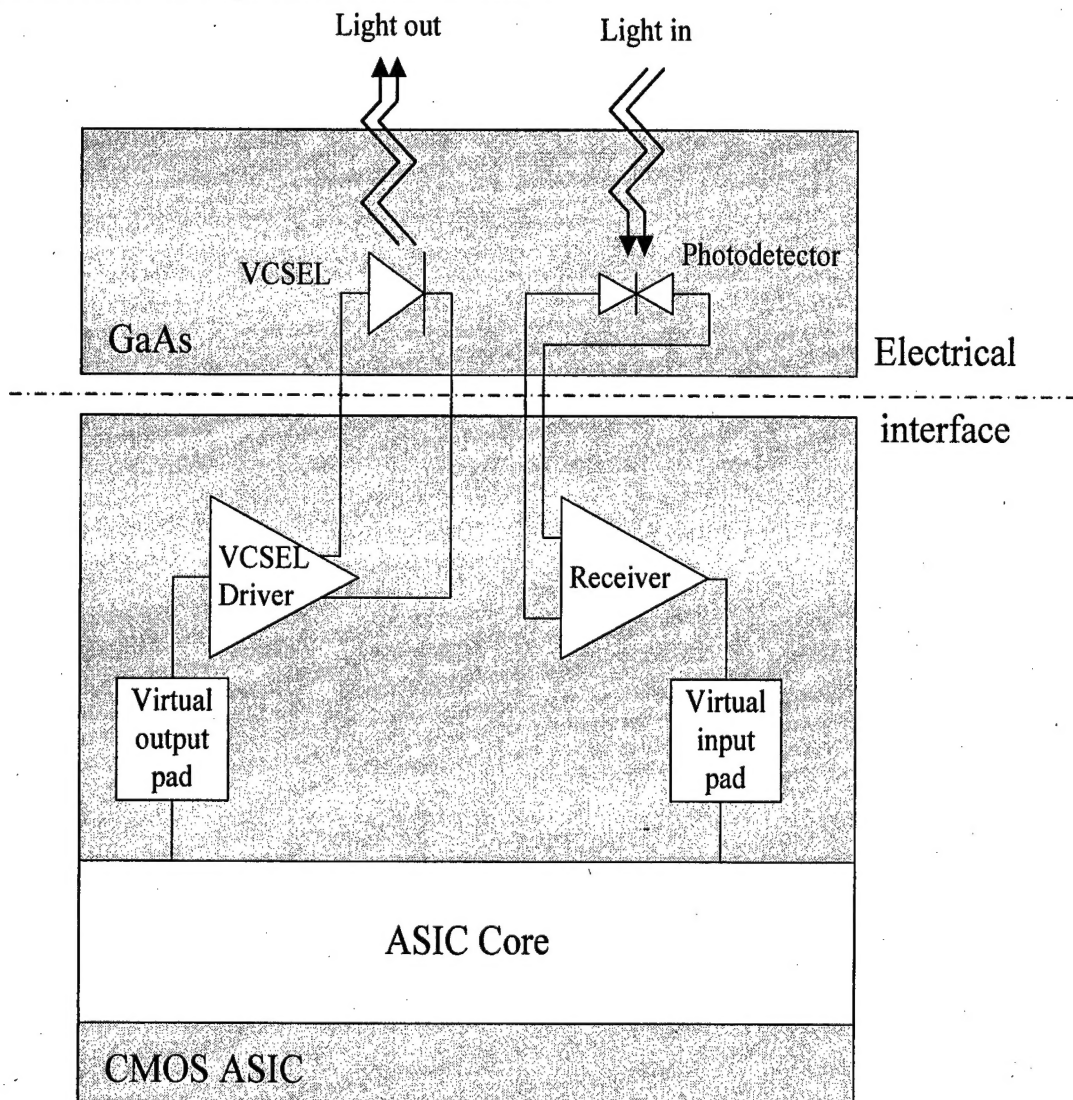 Light out
Light in
VCSEL
Photodetector
GaAs
Electrical
interface
VCSEL
Driver
Receiver
Virtual
output
pad
Virtual
input
pad
ASIC Core
CMOS ASIC